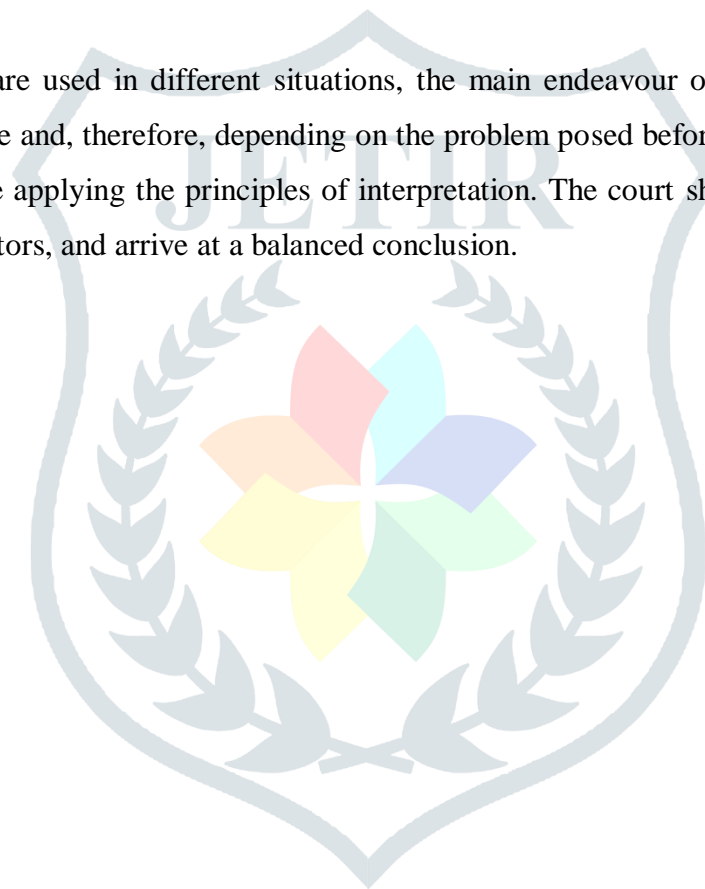 are used in different situations, the main endeavour o
e and, therefore, depending on the problem posed befor
e applying the principles of interpretation. The court sh
tors, and arrive at a balanced conclusion.
JETIR